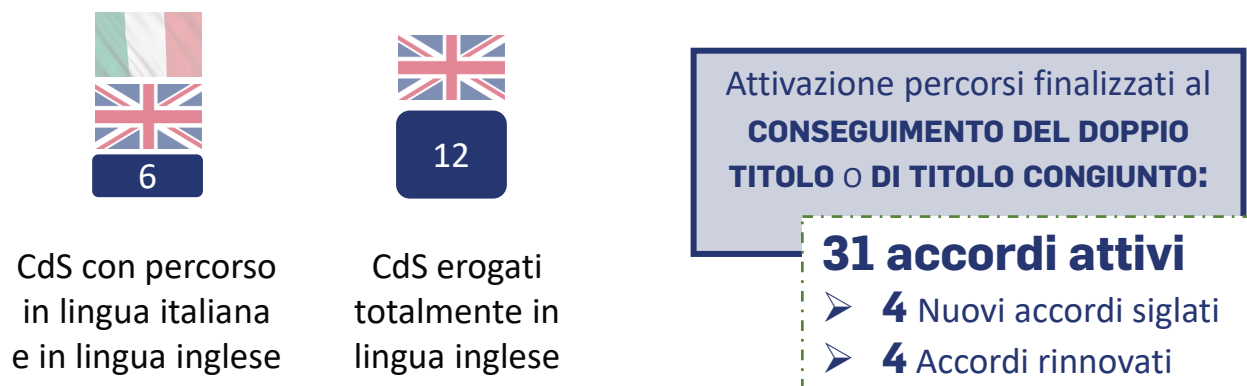 6
CdS con percorso
in lingua italiana
e in lingua inglese
12
CdS erogati
totalmente in
lingua inglese
Attivazione percorsi finalizzati al
CONSEGUIMENTO DEL DOPPIO
TITOLO O DI TITOLO CONGIUNTO:
31 accordi attivi
➢ 4 Nuovi accordi siglati
➢ 4 Accordi rinnovati